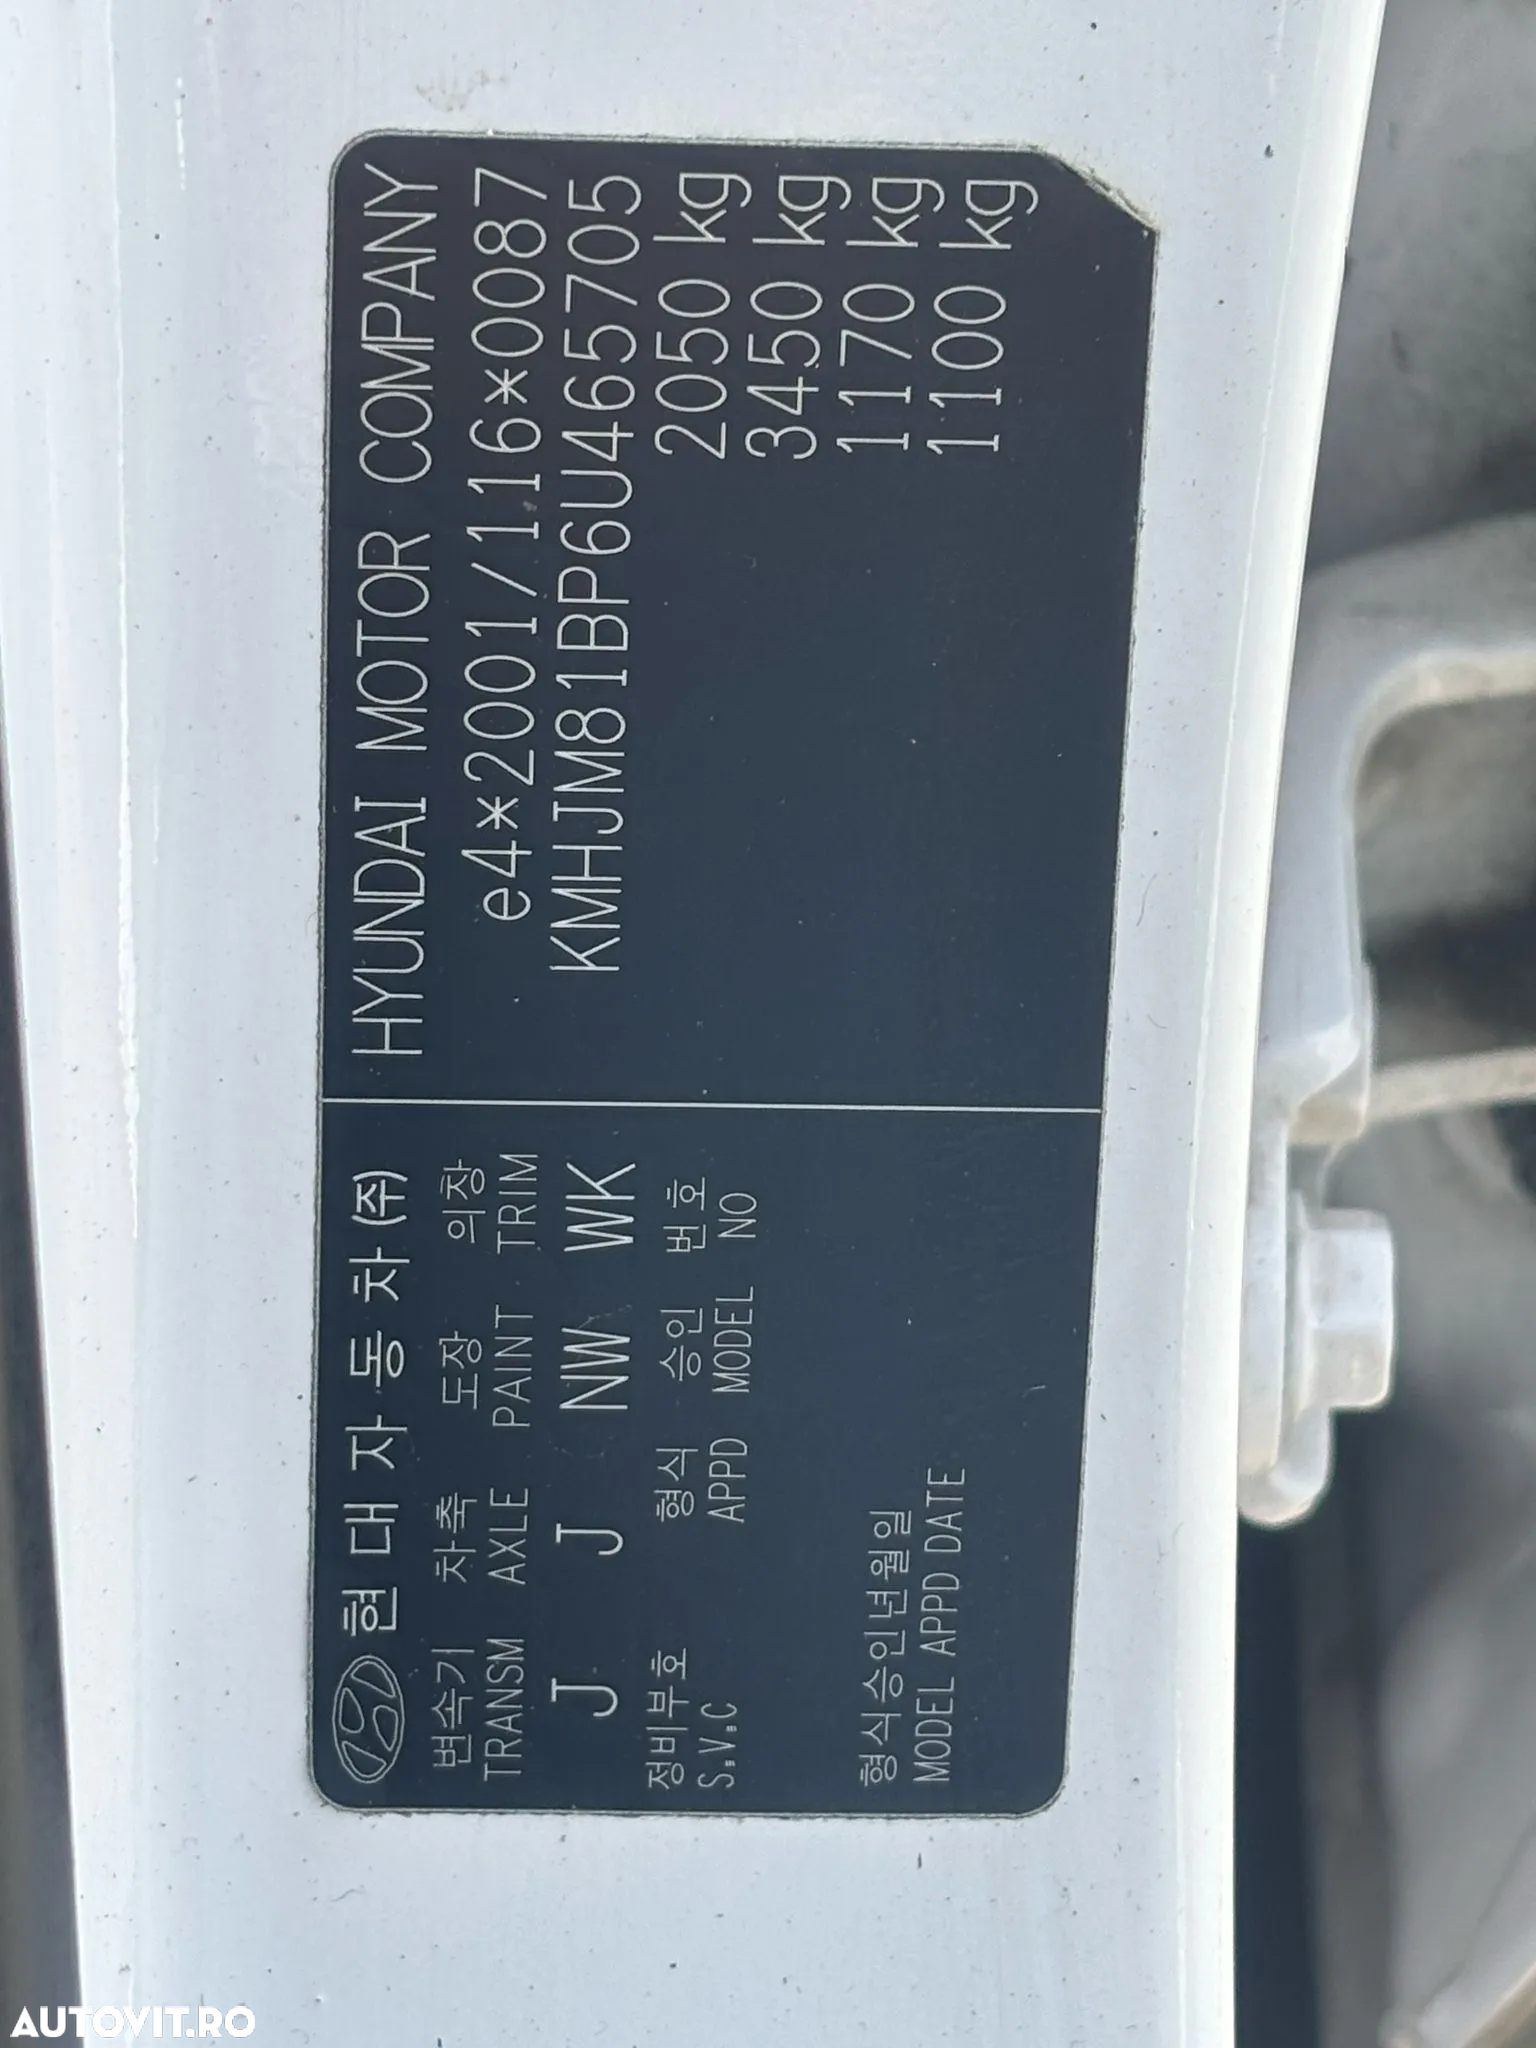 현 대 자 동 차 (주)
변속기 차축 도장 의장
TRANSM AXLE PAINT TRIM
J J NW WK
정비부호 형식 승인 번호
S.V.C APPD MODEL NO
형식승인년월일
MODEL APPD DATE
HYUNDAI MOTOR COMPANY
e4*2001/116*0087
KMHJM81BP6U465705
2050 kg
3450 kg
1170 kg
1100 kg
AUTOVIT.RO